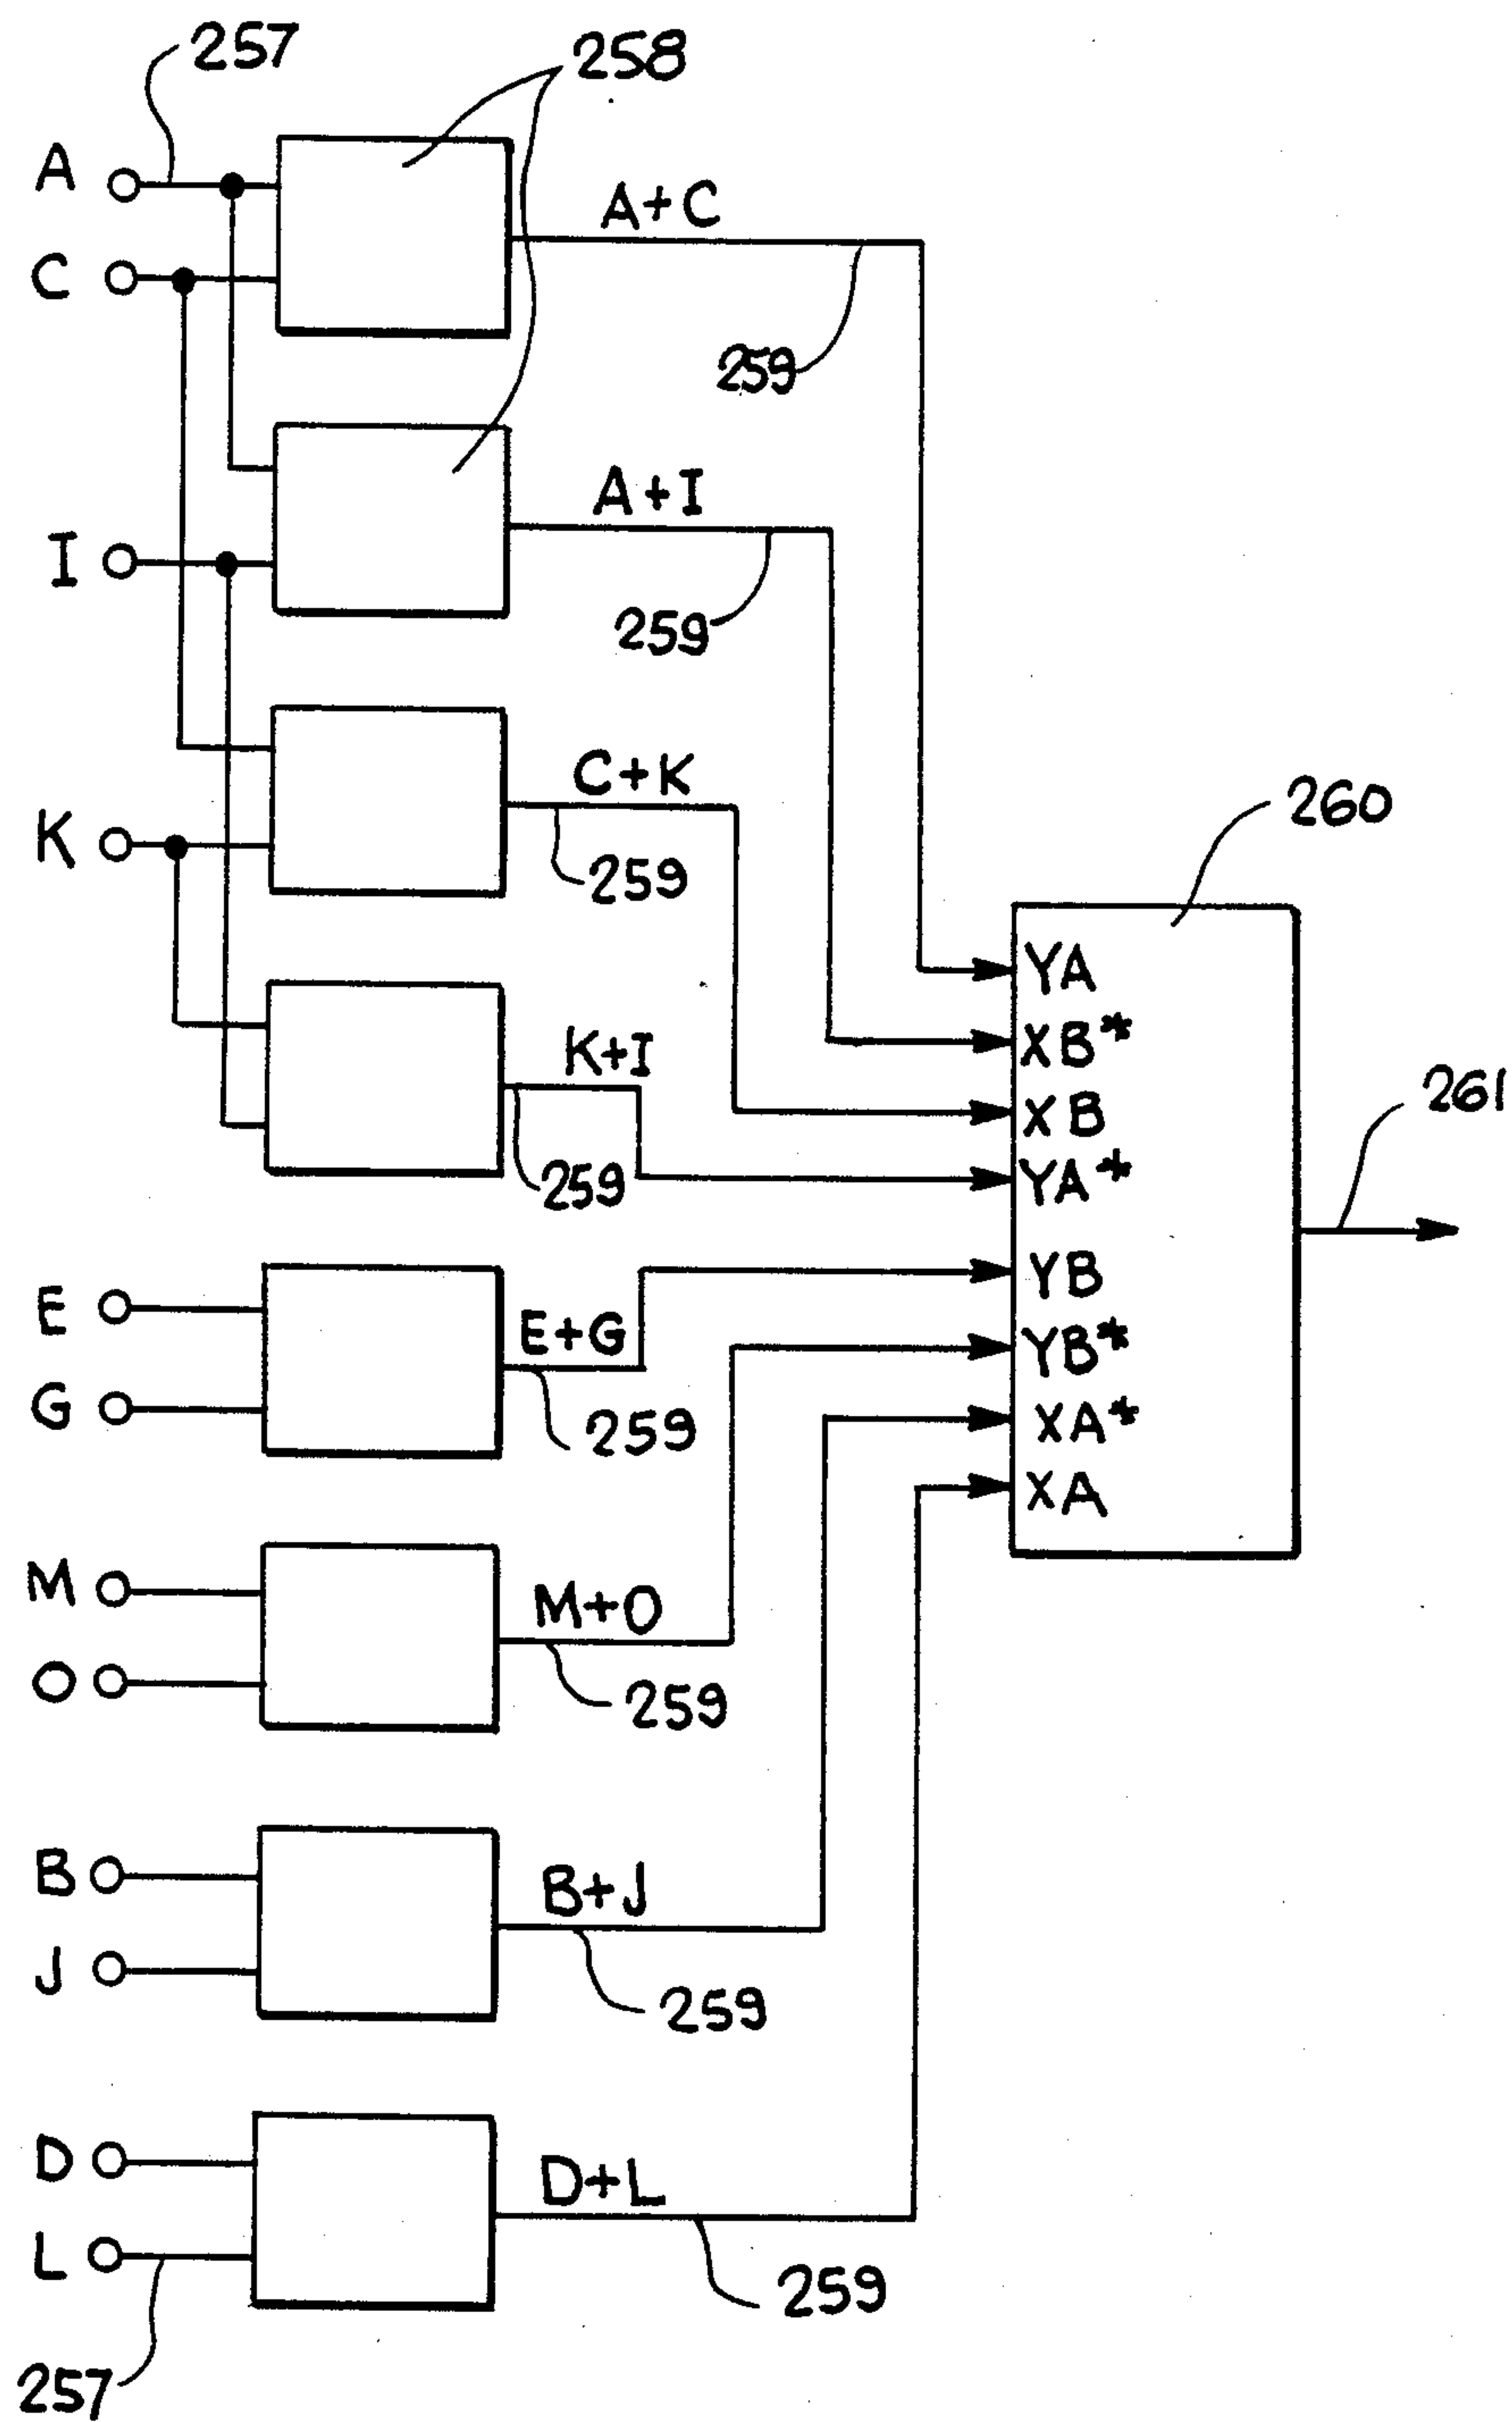 257
258
A
A+C
C
259
A+I
I
259
C+K
260
K
259
YA
XB*
K+I
261
XB
259
YA*
YB
E
E+G
YB*
G
259
XA*
XA
M
M+O
O
259
B
B+J
J
259
D
D+L
L
259
257